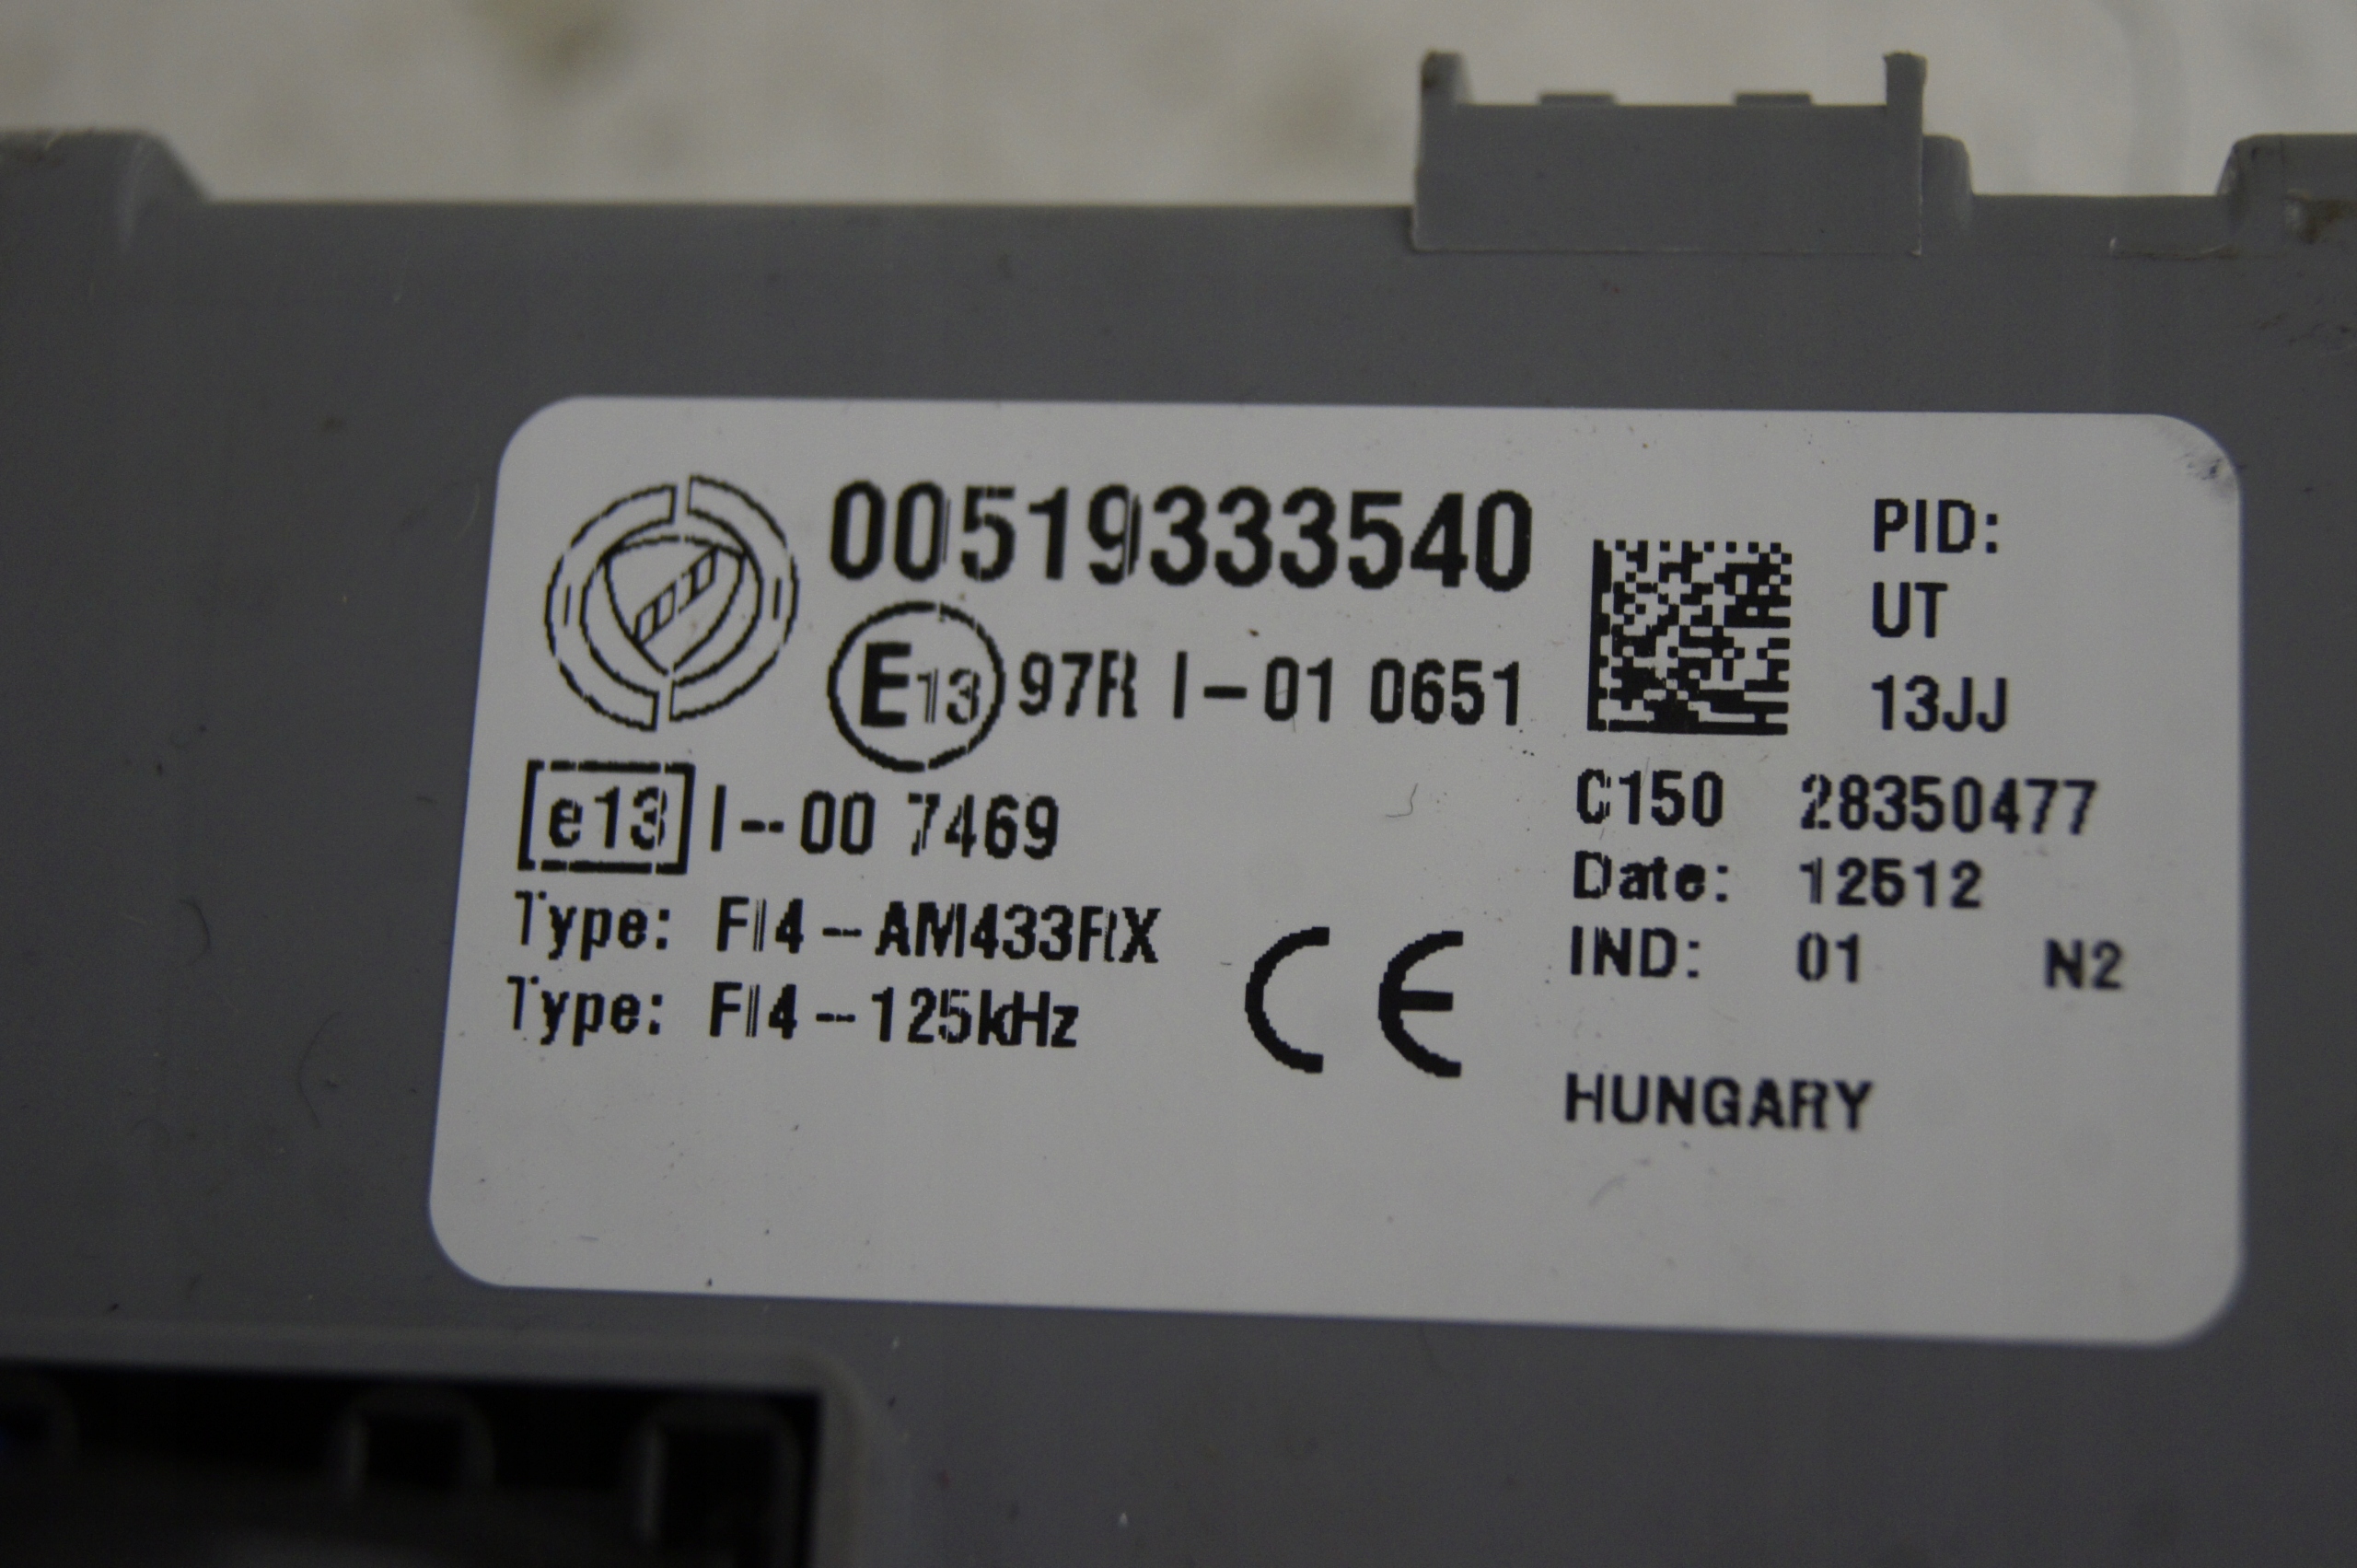 00519333540
E13 97R I-01 0651
e13 I--00 7469
Type: FI4--AM433RX
Type: FI4--125kHz
CE
PID:
UT
13JJ
C150 28350477
Date: 12512
IND: 01 N2
HUNGARY